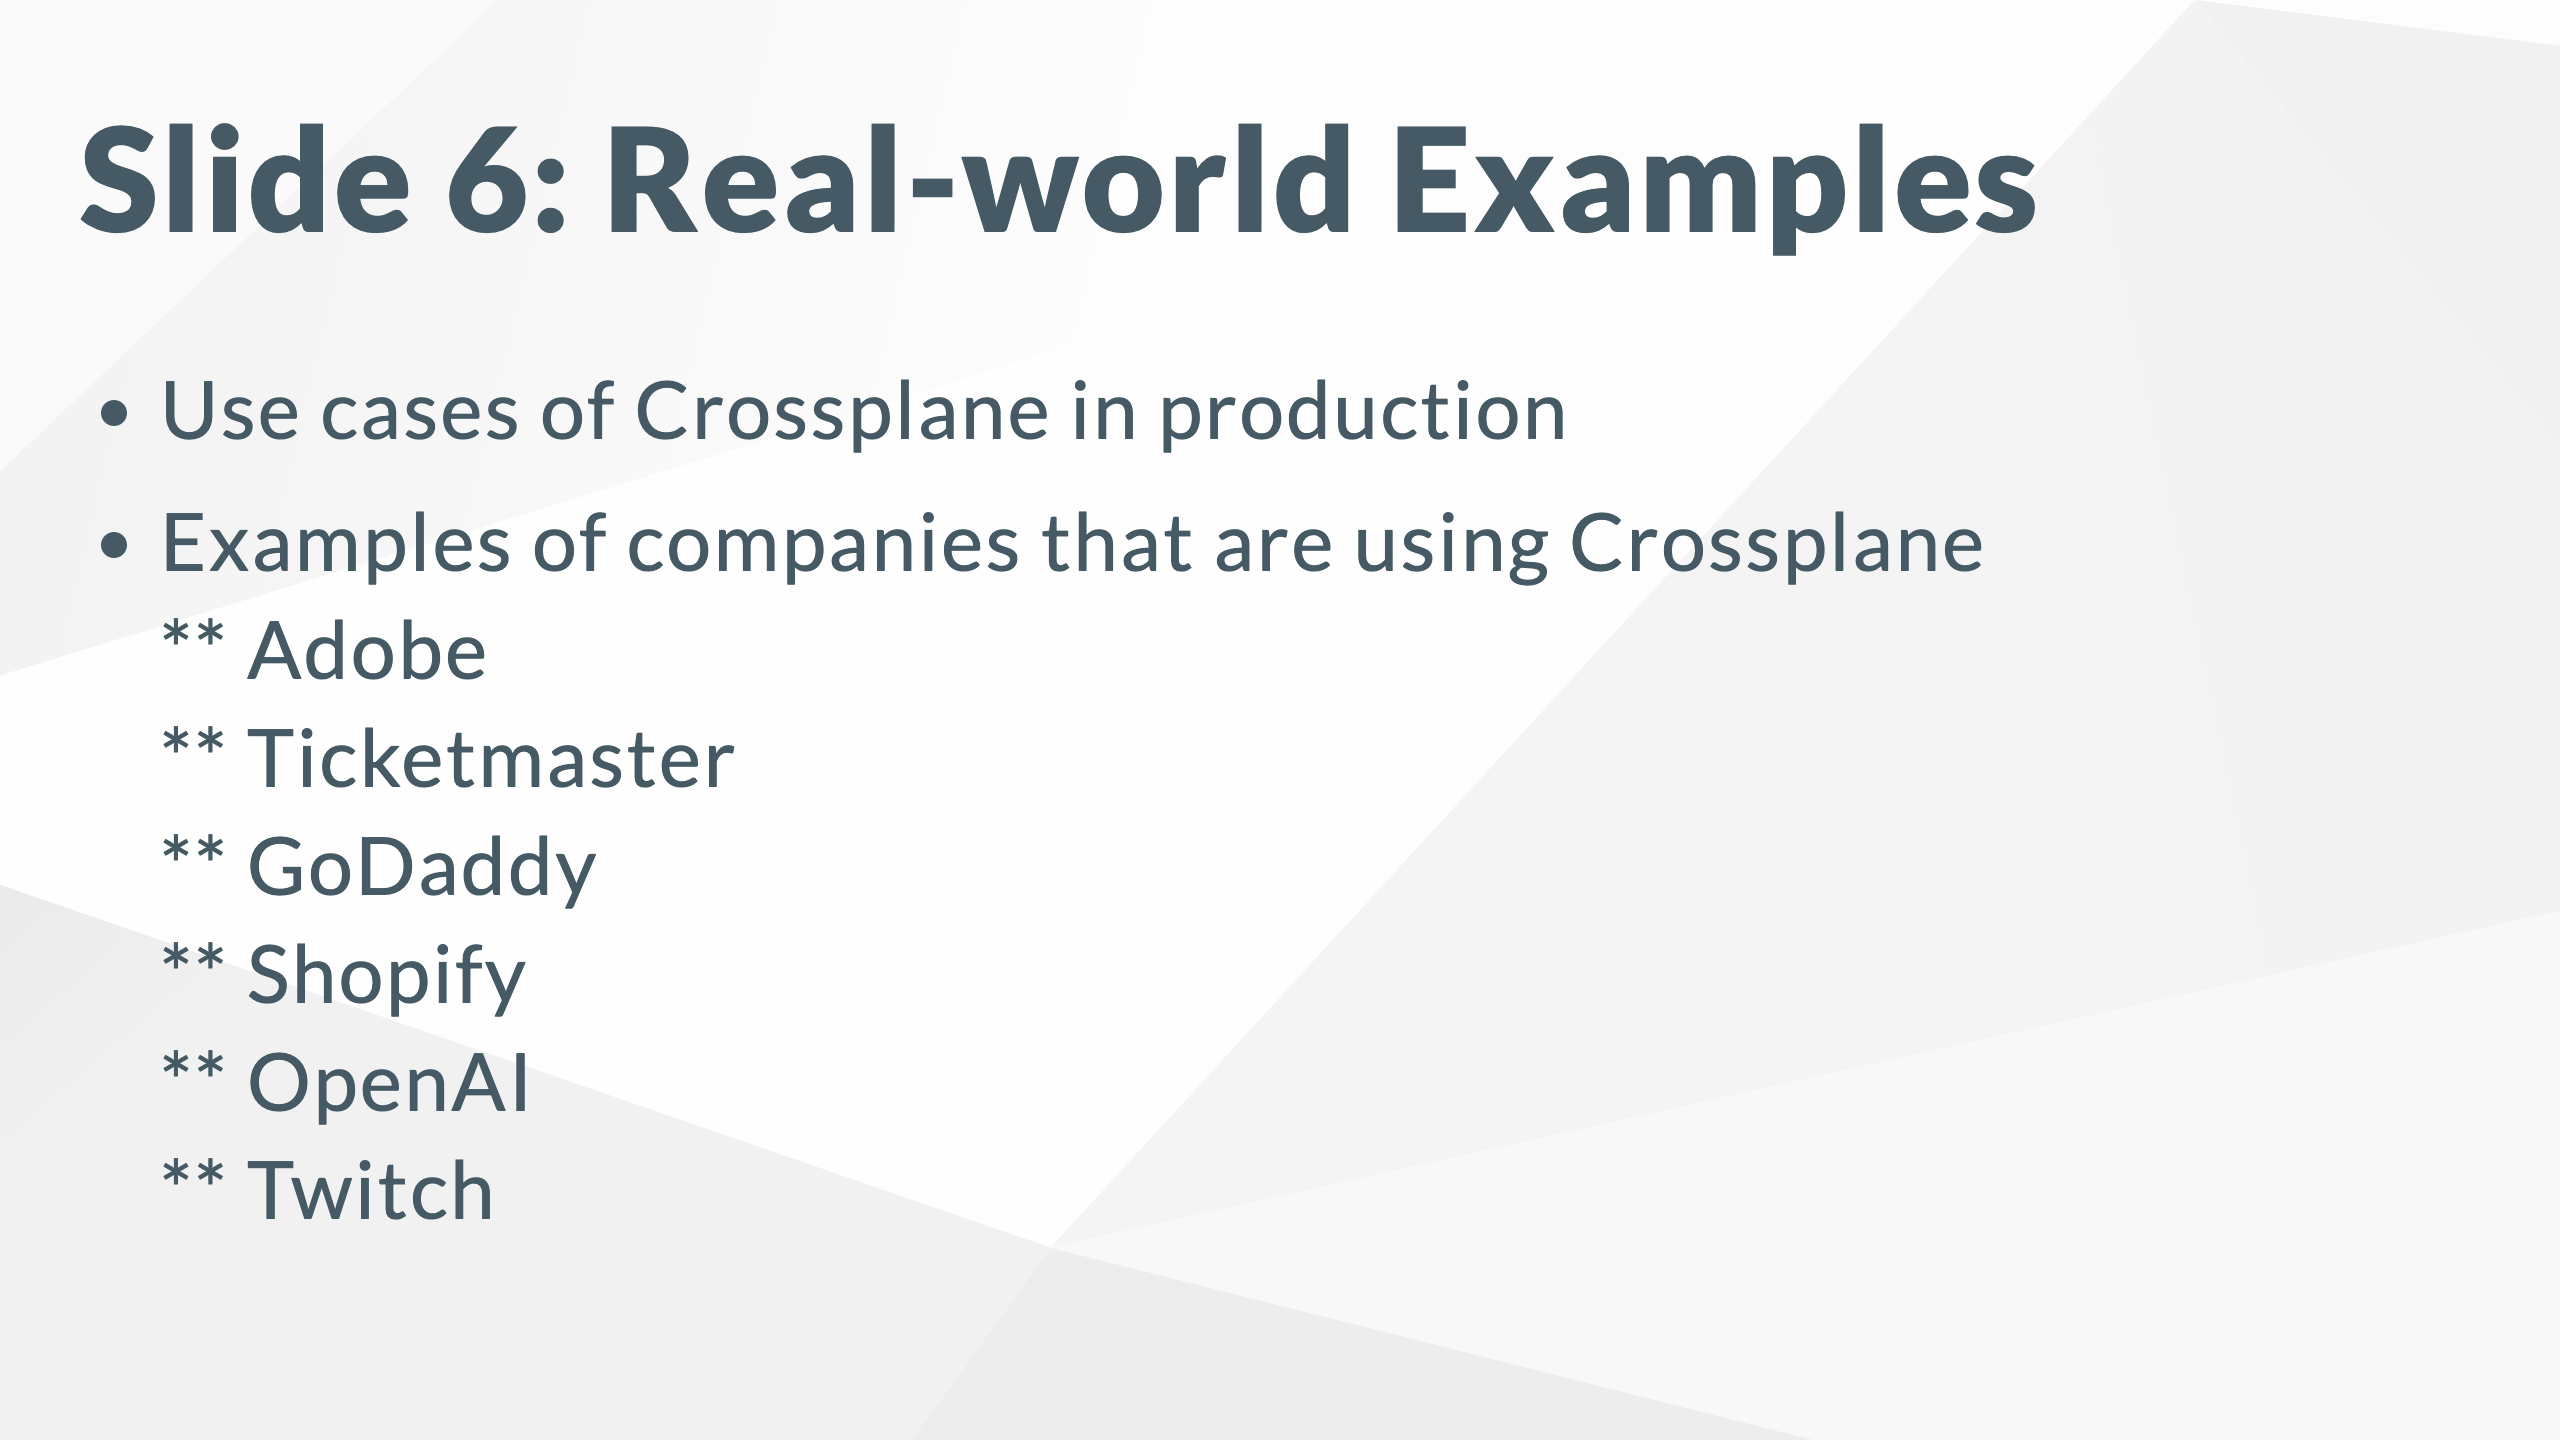 Slide 6: Real-world Examples
• Use cases of Crossplane in production
• Examples of companies that are using Crossplane
** Adobe
** Ticketmaster
** GoDaddy
** Shopify
** OpenAI
** Twitch